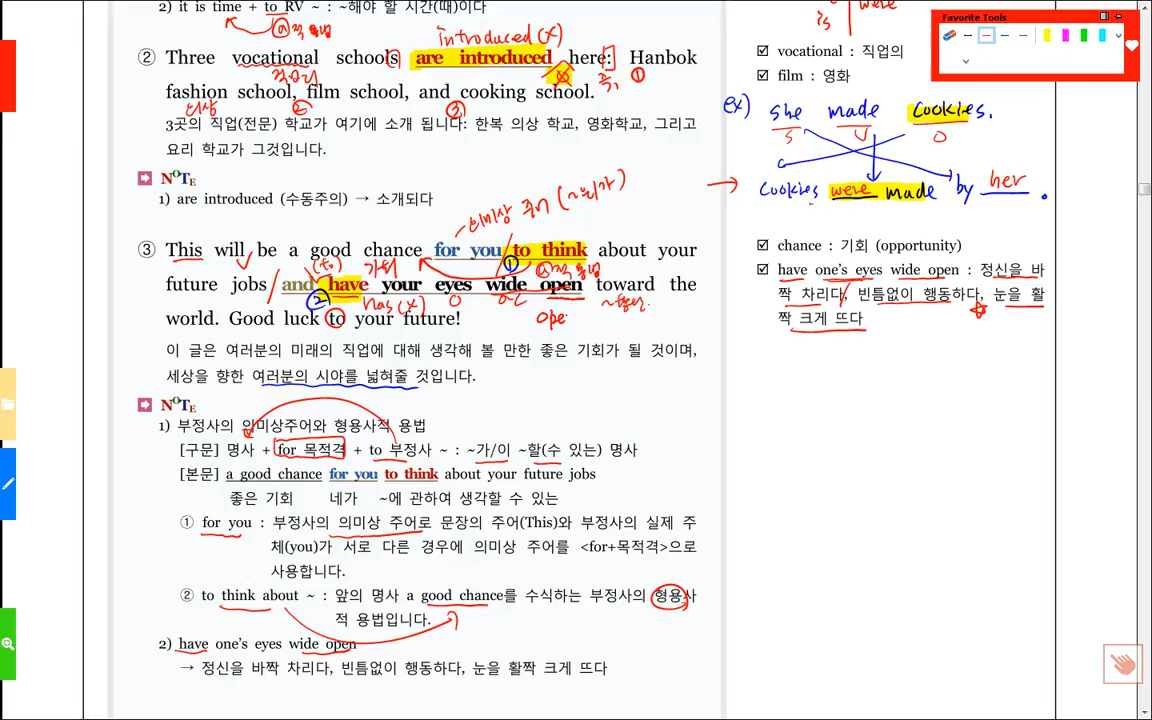 2) it is time + to RV ~ : ~해야 할 시간(때)이다
introduced (x)
② Three vocational schools are introduced here: Hanbok
직업의
즉, ①
fashion school, film school, and cooking school.
의상 ② ③
3곳의 직업(전문) 학교가 여기에 소개 됩니다: 한복 의상 학교, 영화학교, 그리고
요리 학교가 그것입니다.
NOTE
1) are introduced (수동주의) → 소개되다
의미상 주어 (~가)
③ This will be a good chance for you to think about your
(to) ①
future jobs and have your eyes wide open toward the
② has (x) O O·C ~향한
world. Good luck to your future!
ope
이 글은 여러분의 미래의 직업에 대해 생각해 볼 만한 좋은 기회가 될 것이며,
세상을 향한 여러분의 시야를 넓혀줄 것입니다.
NOTE
1) 부정사의 의미상주어와 형용사적 용법
[구문] 명사 + for 목적격 + to 부정사 ~ : ~가/이 ~할(수 있는) 명사
[본문] a good chance for you to think about your future jobs
좋은 기회 네가 ~에 관하여 생각할 수 있는
① for you : 부정사의 의미상 주어로 문장의 주어(This)와 부정사의 실제 주
체(you)가 서로 다른 경우에 의미상 주어를 <for+목적격>으로
사용합니다.
② to think about ~ : 앞의 명사 a good chance를 수식하는 부정사의 형용사
적 용법입니다.
2) have one's eyes wide open
→ 정신을 바짝 차리다, 빈틈없이 행동하다, 눈을 활짝 크게 뜨다
is were
Favorite Tools
vocational : 직업의
film : 영화
ex) she made cookies.
S V O
→ cookies were made by her.
chance : 기회 (opportunity)
have one's eyes wide open : 정신을 바
짝 차리다, 빈틈없이 행동하다, 눈을 활
짝 크게 뜨다